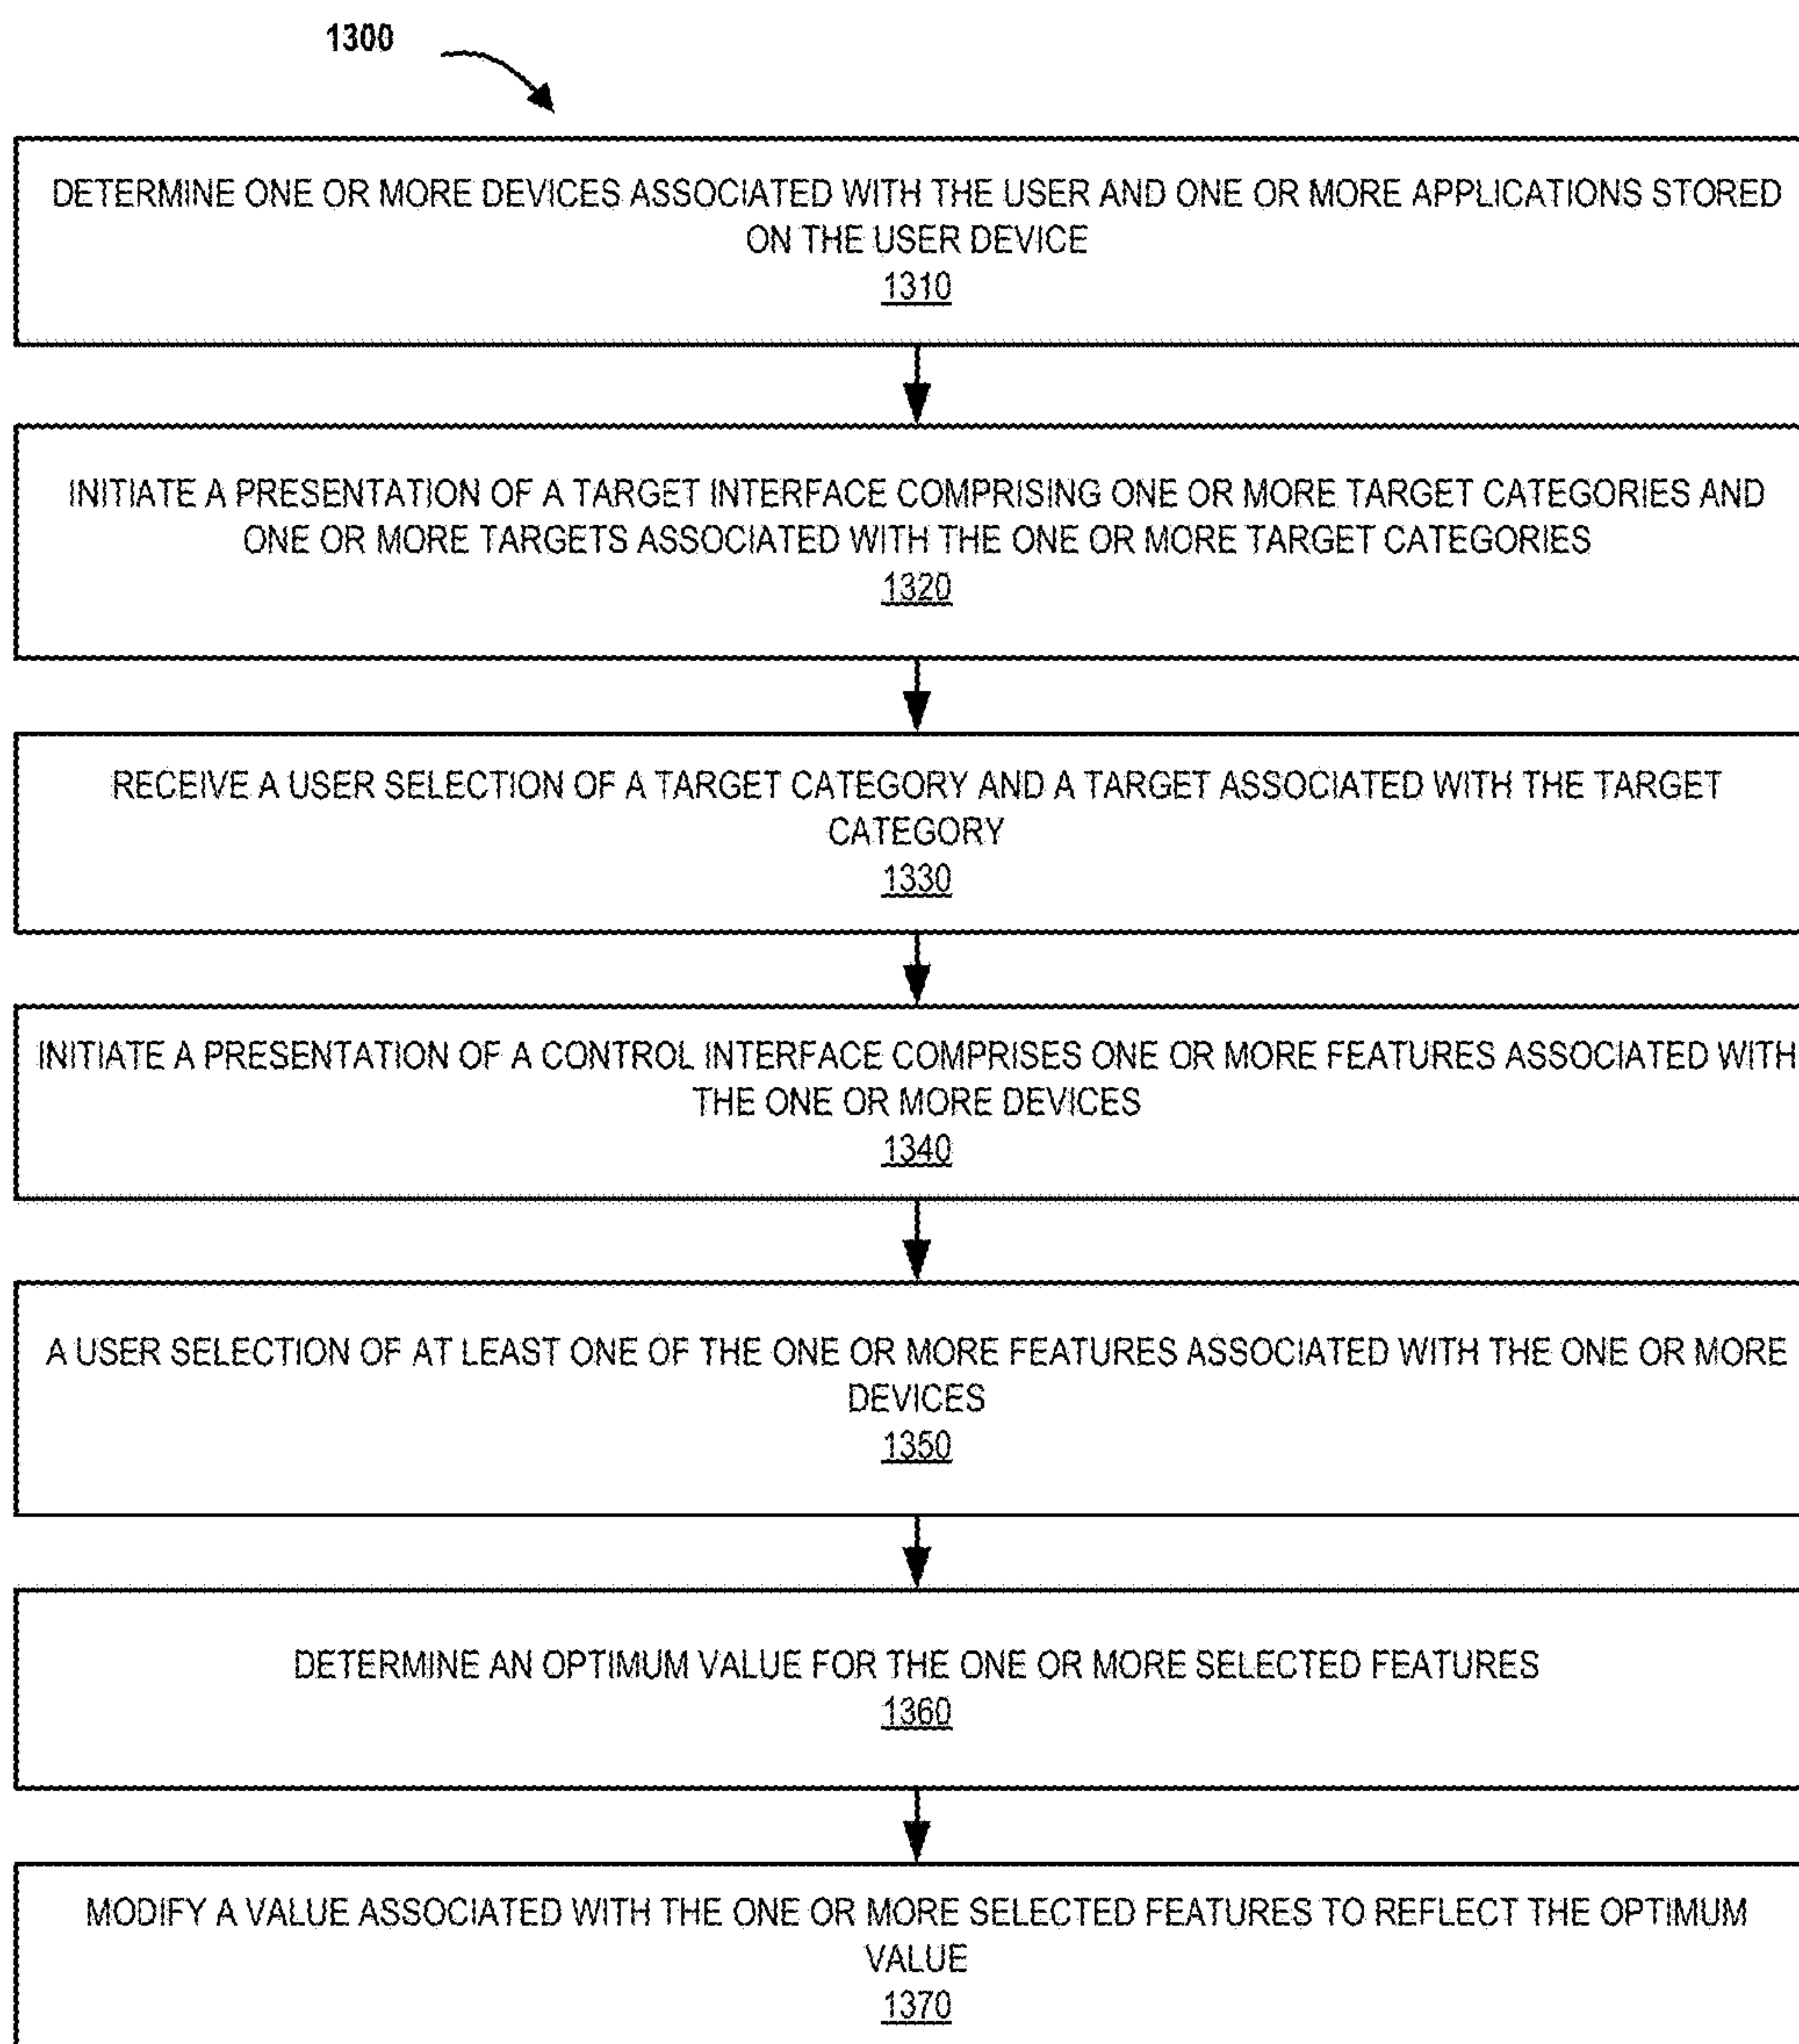 1300
DETERMINE ONE OR MORE DEVICES ASSOCIATED WITH THE USER AND ONE OR MORE APPLICATIONS STORED
ON THE USER DEVICE
1310
INITIATE A PRESENTATION OF A TARGET INTERFACE COMPRISING ONE OR MORE TARGET CATEGORIES AND
ONE OR MORE TARGETS ASSOCIATED WITH THE ONE OR MORE TARGET CATEGORIES
1320
RECEIVE A USER SELECTION OF A TARGET CATEGORY AND A TARGET ASSOCIATED WITH THE TARGET
CATEGORY
1330
INITIATE A PRESENTATION OF A CONTROL INTERFACE COMPRISES ONE OR MORE FEATURES ASSOCIATED WITH
THE ONE OR MORE DEVICES
1340
A USER SELECTION OF AT LEAST ONE OF THE ONE OR MORE FEATURES ASSOCIATED WITH THE ONE OR MORE
DEVICES
1350
DETERMINE AN OPTIMUM VALUE FOR THE ONE OR MORE SELECTED FEATURES
1360
MODIFY A VALUE ASSOCIATED WITH THE ONE OR MORE SELECTED FEATURES TO REFLECT THE OPTIMUM
VALUE
1370